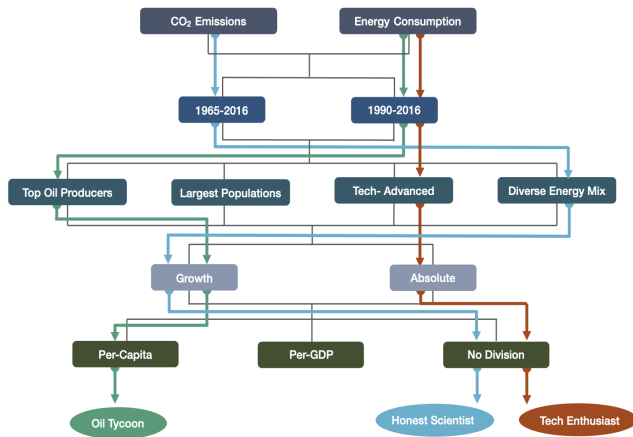 CO₂ Emissions
Energy Consumption
1965-2016
1990-2016
Top Oil Producers
Largest Populations
Tech- Advanced
Diverse Energy Mix
Growth
Absolute
Per-Capita
Per-GDP
No Division
Oil Tycoon
Honest Scientist
Tech Enthusiast